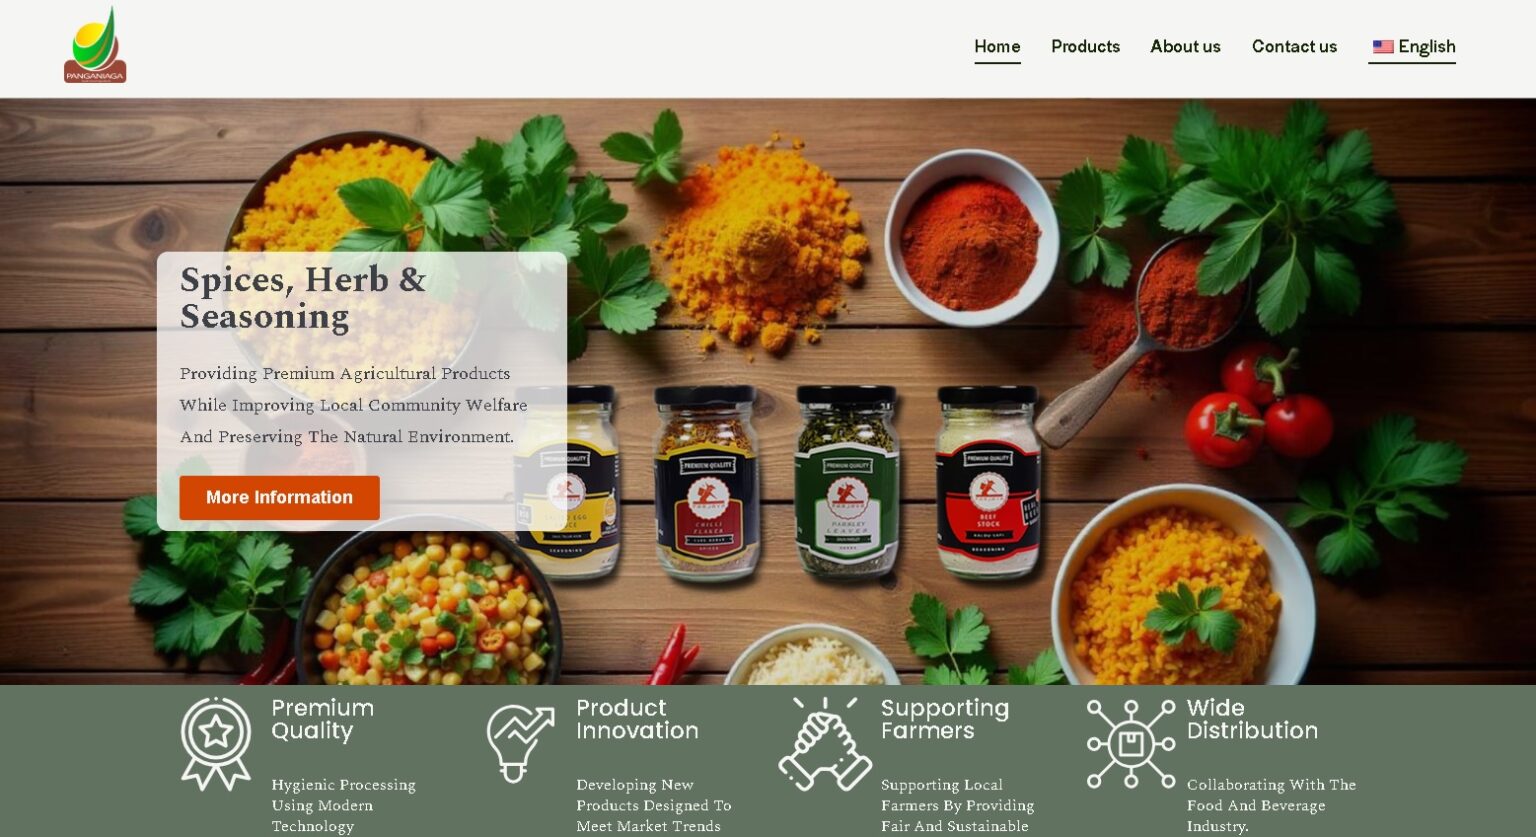 PANGANIAGA
Home
Products
About us
Contact us
English
Spices, Herb &
Seasoning
Providing Premium Agricultural Products
While Improving Local Community Welfare
And Preserving The Natural Environment.
More Information
PREMIUM QUALITY
SEASONING
PREMIUM QUALITY
CHILLI
FLAKES
SPICES
PREMIUM QUALITY
PARSLEY
LEAVES
PREMIUM QUALITY
BEEF
STOCK
KALDU SAPI
SEASONING
Premium
Quality
Hygienic Processing
Using Modern
Technology
Product
Innovation
Developing New
Products Designed To
Meet Market Trends
Supporting
Farmers
Supporting Local
Farmers By Providing
Fair And Sustainable
Wide
Distribution
Collaborating With The
Food And Beverage
Industry.